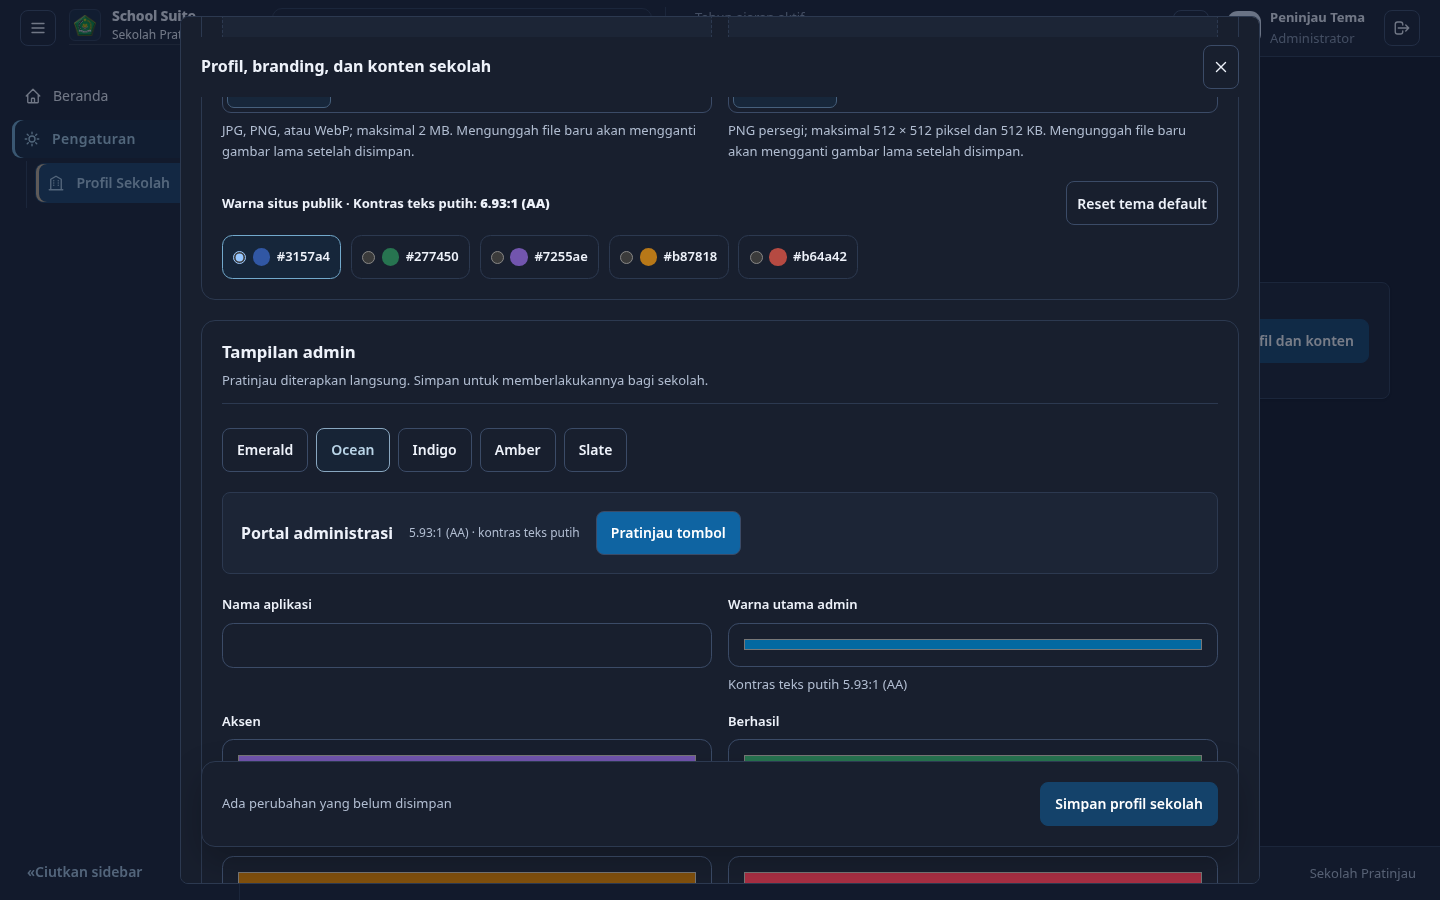 School Suite
Sekolah Prat
Tahun ajaran aktif
Peninjau Tema
Administrator
Beranda
Pengaturan
Profil Sekolah
Profil, branding, dan konten sekolah
JPG, PNG, atau WebP; maksimal 2 MB. Mengunggah file baru akan mengganti
gambar lama setelah disimpan.
PNG persegi; maksimal 512 × 512 piksel dan 512 KB. Mengunggah file baru
akan mengganti gambar lama setelah disimpan.
Warna situs publik · Kontras teks putih: 6.93:1 (AA)
Reset tema default
#3157a4
#277450
#7255ae
#b87818
#b64a42
fil dan konten
Tampilan admin
Pratinjau diterapkan langsung. Simpan untuk memberlakukannya bagi sekolah.
Emerald
Ocean
Indigo
Amber
Slate
Portal administrasi
5.93:1 (AA) · kontras teks putih
Pratinjau tombol
Nama aplikasi
Warna utama admin
Kontras teks putih 5.93:1 (AA)
Aksen
Berhasil
Ada perubahan yang belum disimpan
Simpan profil sekolah
«Ciutkan sidebar
Sekolah Pratinjau